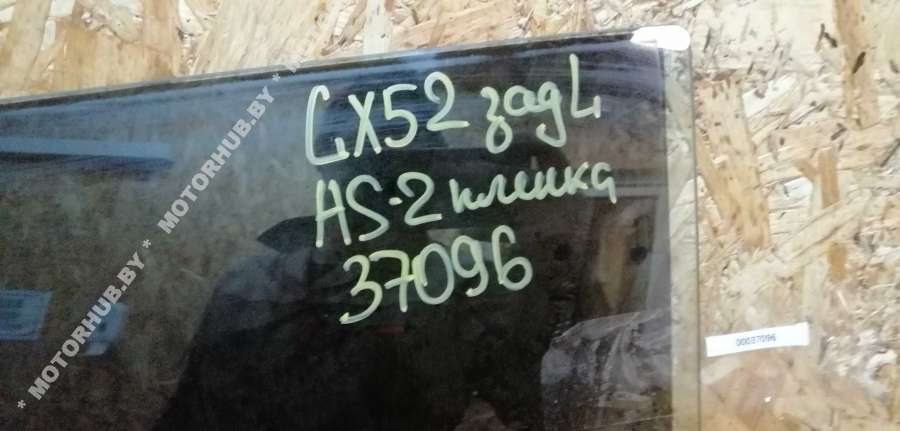 CX52 зад L
AS-2 пленка
37096
00037096
* MOTORHUB.BY * MOTORHUB.BY *